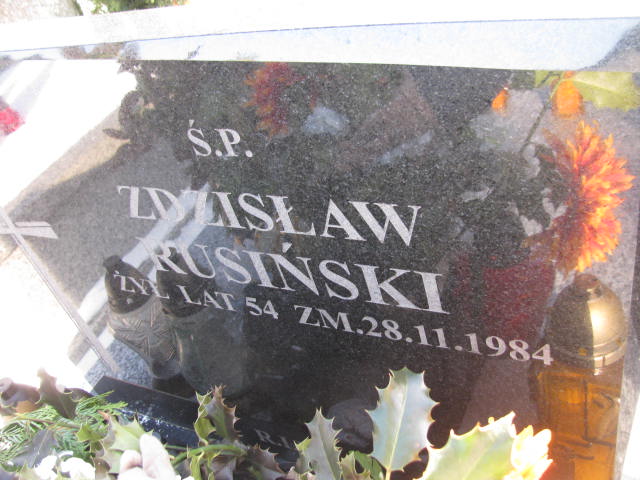 Ś.P.
ZDZISŁAW
RUSIŃSKI
ŻYŁ LAT 54 ZM.28.11.1984